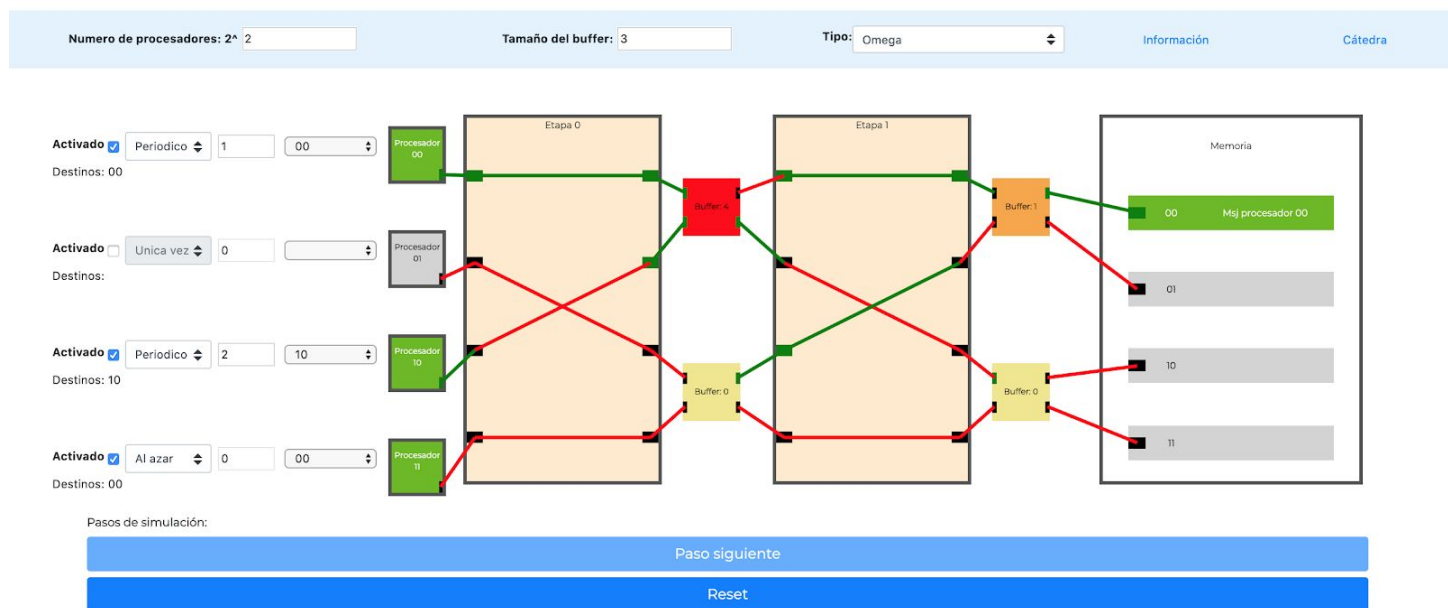 Numero de procesadores: 2^ 2 Tamaño del buffer: 3 Tipo: Omega Información Cátedra
Etapa 0 Etapa 1 Memoria
Activado Periodico 1 00 Procesador 00
Destinos: 00
Buffer: 4 Buffer: 1 00 Msj procesador 00
Activado Unica vez 0 Procesador 01
Destinos:
01
Activado Periodico 2 10 Procesador 10
Destinos: 10
10
Buffer: 0 Buffer: 0
Activado Al azar 0 00 Procesador 11
Destinos: 00
11
Pasos de simulación:
Paso siguiente
Reset